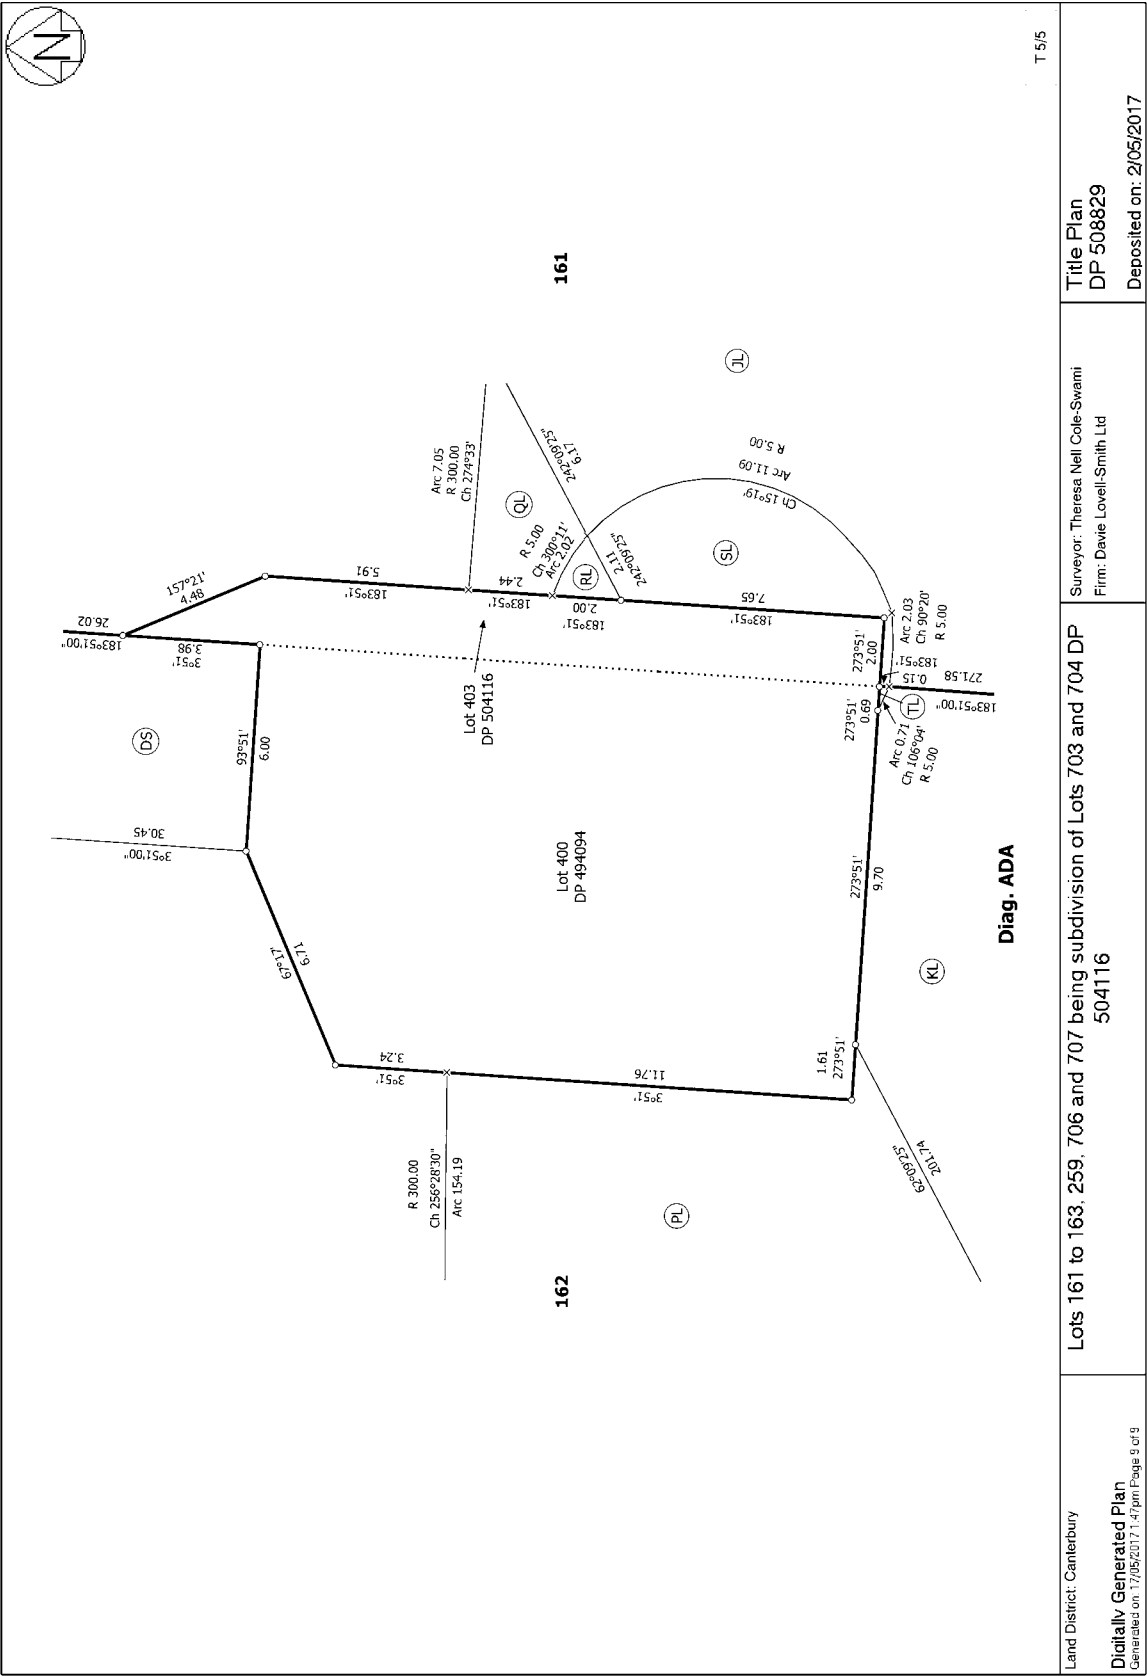 N
T 5/5
161
162
Diag. ADA
DS
JL
QL
RL
SL
TL
KL
PL
Lot 400
DP 494094
Lot 403
DP 504116
183°51'00"
26.02
157°21'
4.48
3°51'
3.98
93°51'
6.00
3°51'00"
30.45
67°17'
6.71
3°51'
3.24
R 300.00
Ch 256°28'30"
Arc 154.19
3°51'
11.76
1.61
273°51'
62°09'25"
201.74
273°51'
9.70
273°51'
0.69
Arc 0.71
Ch 106°04'
R 5.00
183°51'
0.15
183°51'00"
271.58
273°51'
2.00
Arc 2.03
Ch 90°20'
R 5.00
183°51'
7.65
242°09'25"
2.11
242°09'25"
6.17
R 5.00
Arc 11.09
Ch 15°19'
183°51'
2.00
R 5.00
Ch 300°11'
Arc 2.02
183°51'
2.44
Arc 7.05
R 300.00
Ch 274°33'
183°51'
5.91
Land District: Canterbury
Digitally Generated Plan
Generated on: 17/05/2017 1:47pm Page 9 of 9
Lots 161 to 163, 259, 706 and 707 being subdivision of Lots 703 and 704 DP
504116
Surveyor: Theresa Nell Cole-Swami
Firm: Davie Lovell-Smith Ltd
Title Plan
DP 508829
Deposited on: 2/05/2017